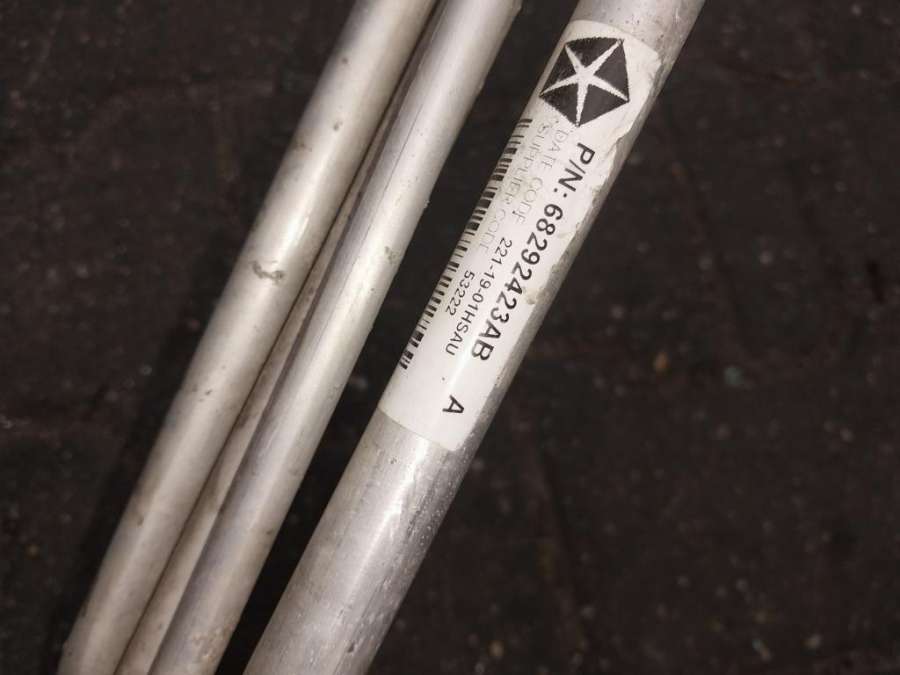 P/N: 68292423AB A
DATE CODE 221-19-01HSAU
SUPPLIER CODE 53222